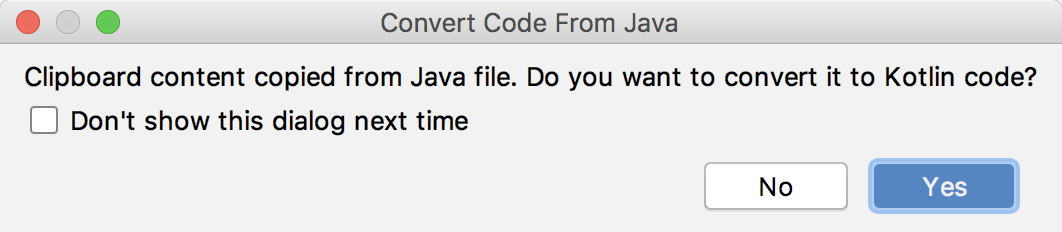 Convert Code From Java
Clipboard content copied from Java file. Do you want to convert it to Kotlin code?
Don't show this dialog next time
No
Yes